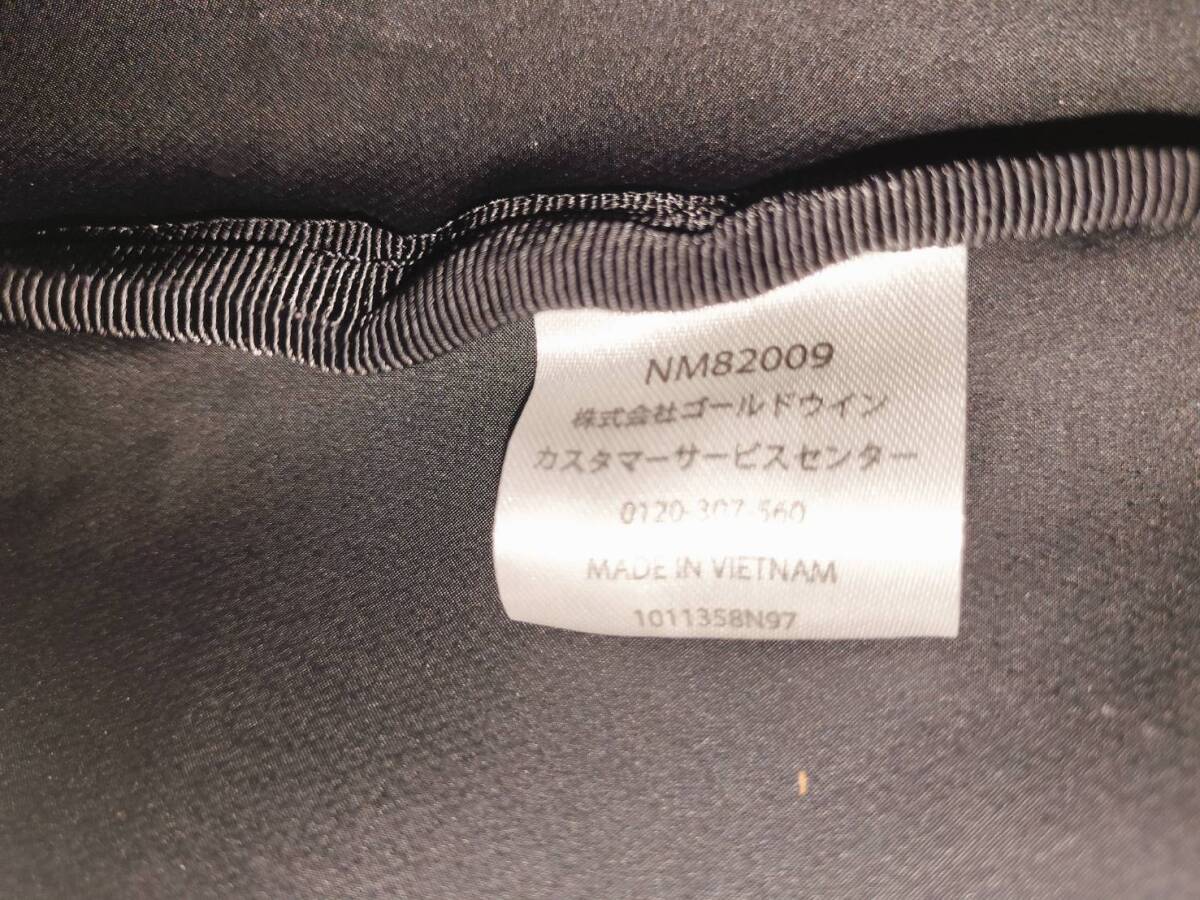 NM82009
株式会社ゴールドウイン
カスタマーサービスセンター
0120-307-560
MADE IN VIETNAM
1011358N97